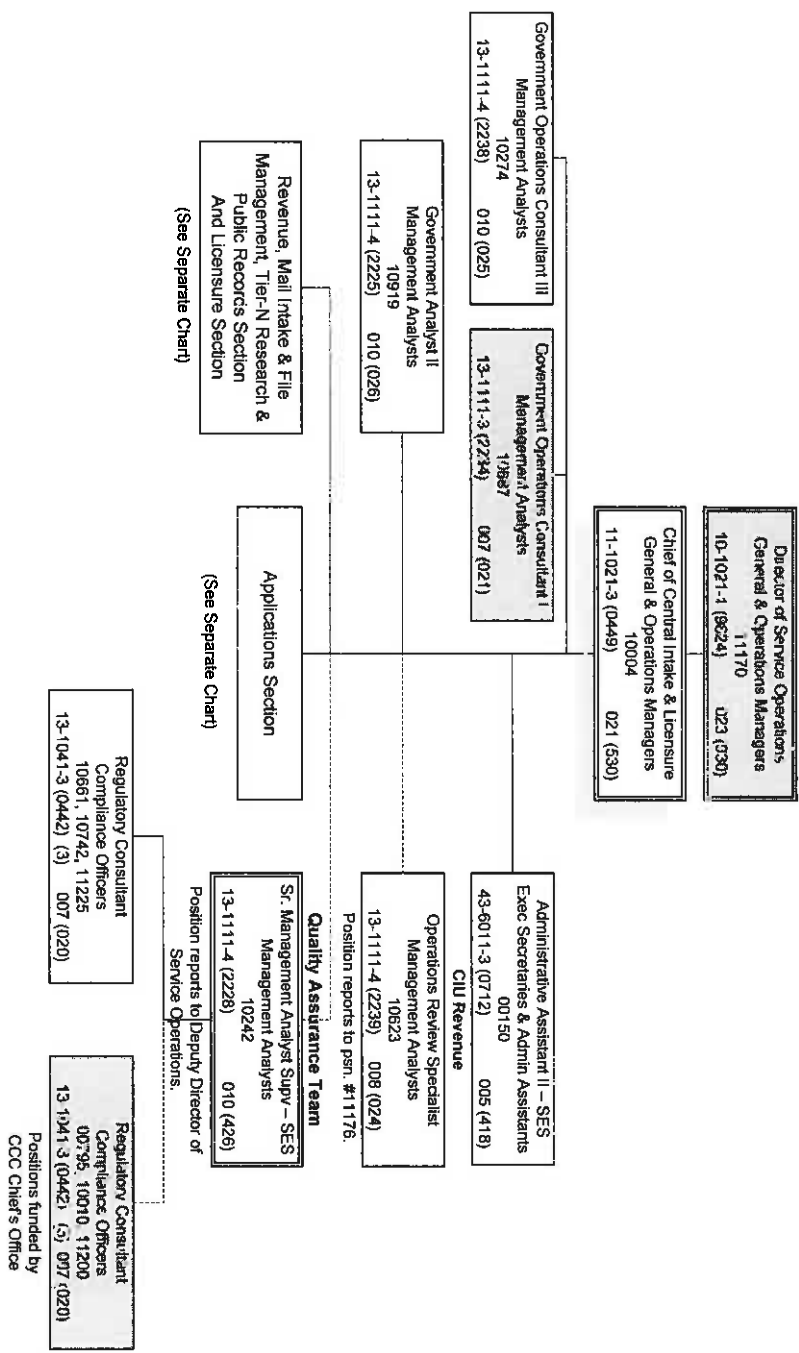 Director of Service Operations
General & Operations Managers
11170
023
Chief of Central Intake & Licensure
General & Operations Managers
10004
11-1021-3 (0449) 021 (530)
Government Operations Consultant III
Management Analysts
10274
13-1111-4 (2238) 010 (025)
Government Operations Consultant I
Management Analysts
13-1111-3 (2234) 007 (021)
Administrative Assistant II – SES
Exec Secretaries & Admin Assistants
00150
43-6011-3 (0712) 005 (418)
Government Analyst II
Management Analysts
10919
13-1111-4 (2225) 010 (026)
CIU Revenue
Operations Review Specialist
Management Analysts
10623
13-1111-4 (2239) 008 (024)
Position reports to psn. #11176.
Revenue, Mail Intake & File
Management, Tier-N Research &
Public Records Section
And Licensure Section
(See Separate Chart)
Applications Section
(See Separate Chart)
Quality Assurance Team
Sr. Management Analyst Supv – SES
Management Analysts
10242
13-1111-4 (2228) 010 (426)
Position reports to Deputy Director of
Service Operations.
Regulatory Consultant
Compliance Officers
10661, 10742, 11225
13-1041-3 (0442) (3) 007 (020)
Regulatory Consultant
Compliance Officers
00795, 10010, 11200
13-1041-3 (0442) (3) 007 (020)
Positions funded by
CCC Chief's Office